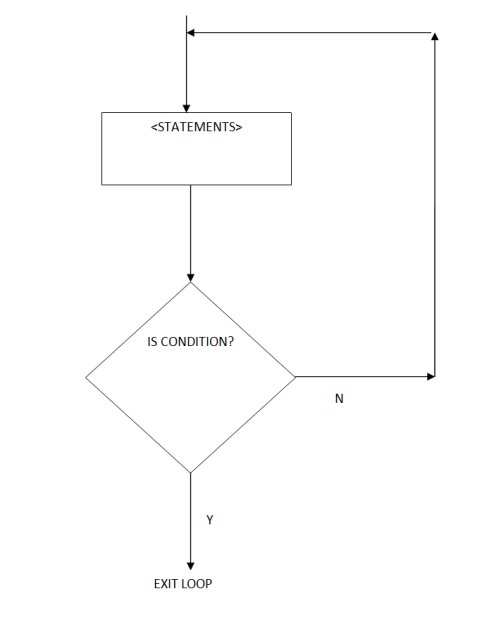 <STATEMENTS>
IS CONDITION?
N
Y
EXIT LOOP